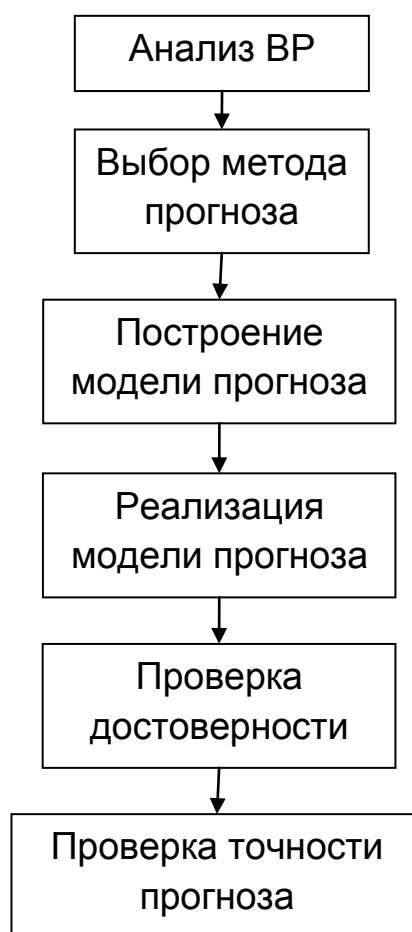 Анализ ВР
Выбор метода
прогноза
Построение
модели прогноза
Реализация
модели прогноза
Проверка
достоверности
Проверка точности
прогноза